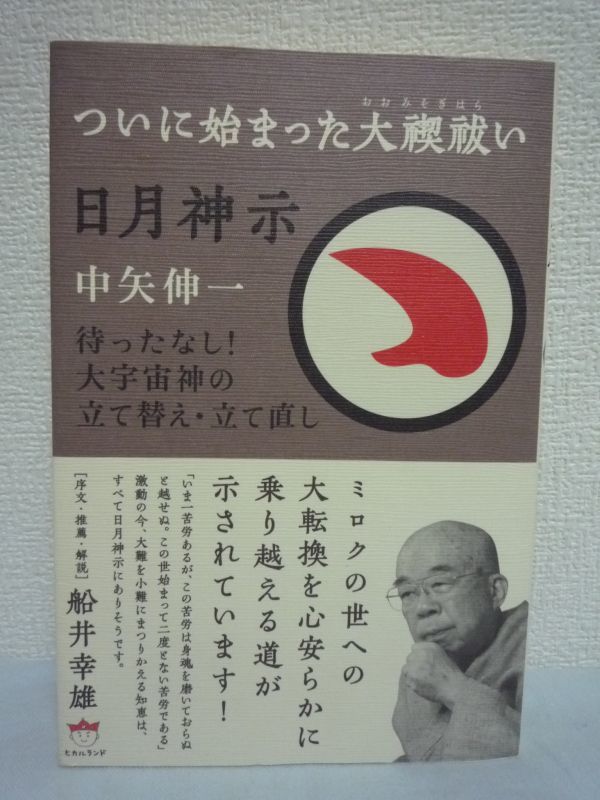 おおみそぎはら
ついに始まった大禊祓い
日月神示
中矢伸一
待ったなし!
大宇宙神の
立て替え・立て直し
ミロクの世への
大転換を心安らかに
乗り越える道が
示されています!
「いま一苦労あるが、この苦労は身魂を磨いておらぬ
と越せぬ。この世始まって二度とない苦労である」
激動の今、大難を小難にまつりかえる知恵は、
すべて日月神示にありそうです。
[序文・推薦・解説] 船井幸雄
ヒカルランド